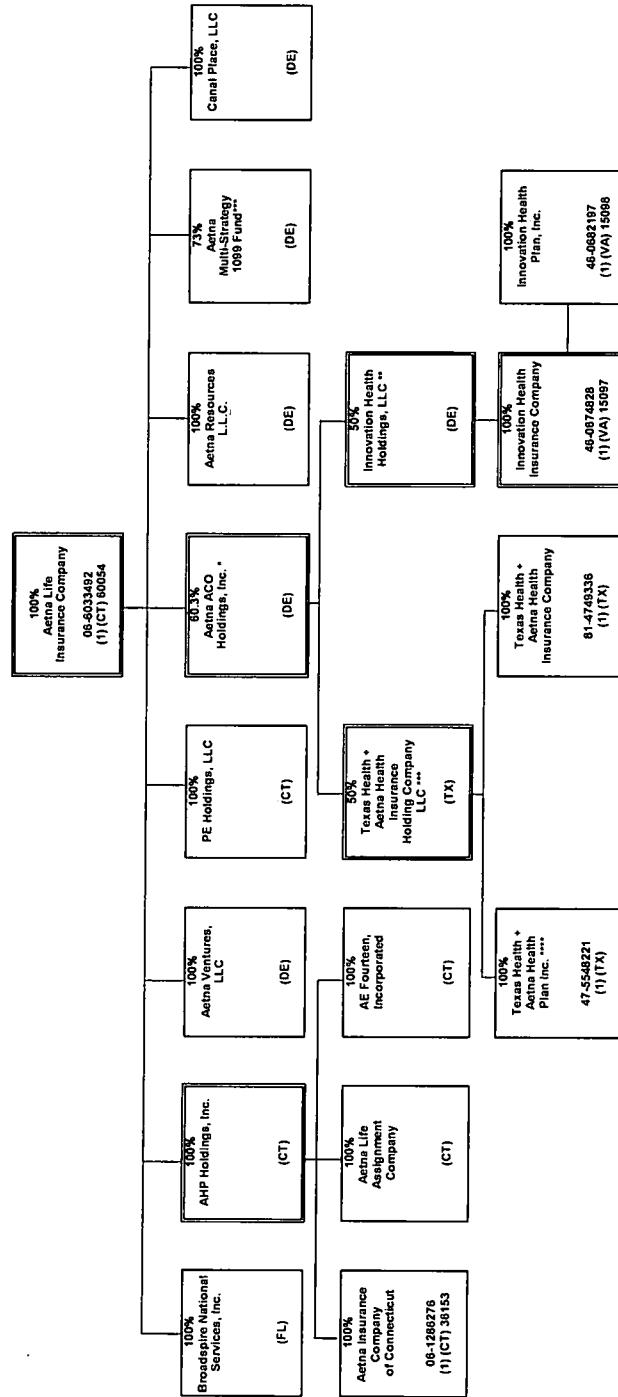 100%
Aetna Life
Insurance Company
06-6033492
(1) (CT) 60054
100%
Broadspire National
Services, Inc.
(FL)
100%
AHP Holdings, Inc.
(CT)
100%
Aetna Ventures,
LLC
(DE)
100%
PE Holdings, LLC
(CT)
60.3%
Aetna ACO
Holdings, Inc. *
(DE)
100%
Aetna Resources
L.L.C.
(DE)
73%
Aetna
Multi-Strategy
1099 Fund***
(DE)
100%
Canal Place, LLC
(DE)
100%
Aetna Insurance
Company
of Connecticut
06-1286276
(1) (CT) 36153
100%
Aetna Life
Assignment
Company
(CT)
100%
AE Fourteen,
Incorporated
(CT)
50%
Texas Health +
Aetna Health
Insurance
Holding Company
LLC ***
(TX)
50%
Innovation Health
Holdings, LLC **
(DE)
100%
Texas Health +
Aetna Health
Plan Inc. ****
47-5548221
(1) (TX)
100%
Texas Health +
Aetna Health
Insurance Company
81-4749336
(1) (TX)
100%
Innovation Health
Insurance Company
46-0674828
(1) (VA) 15097
100%
Innovation Health
Plan, Inc.
46-0682197
(1) (VA) 15098